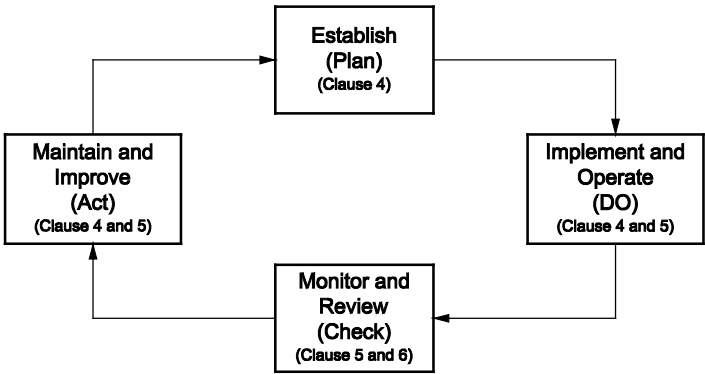 Establish
(Plan)
(Clause 4)
Maintain and
Improve
(Act)
(Clause 4 and 5)
Implement and
Operate
(DO)
(Clause 4 and 5)
Monitor and
Review
(Check)
(Clause 5 and 6)